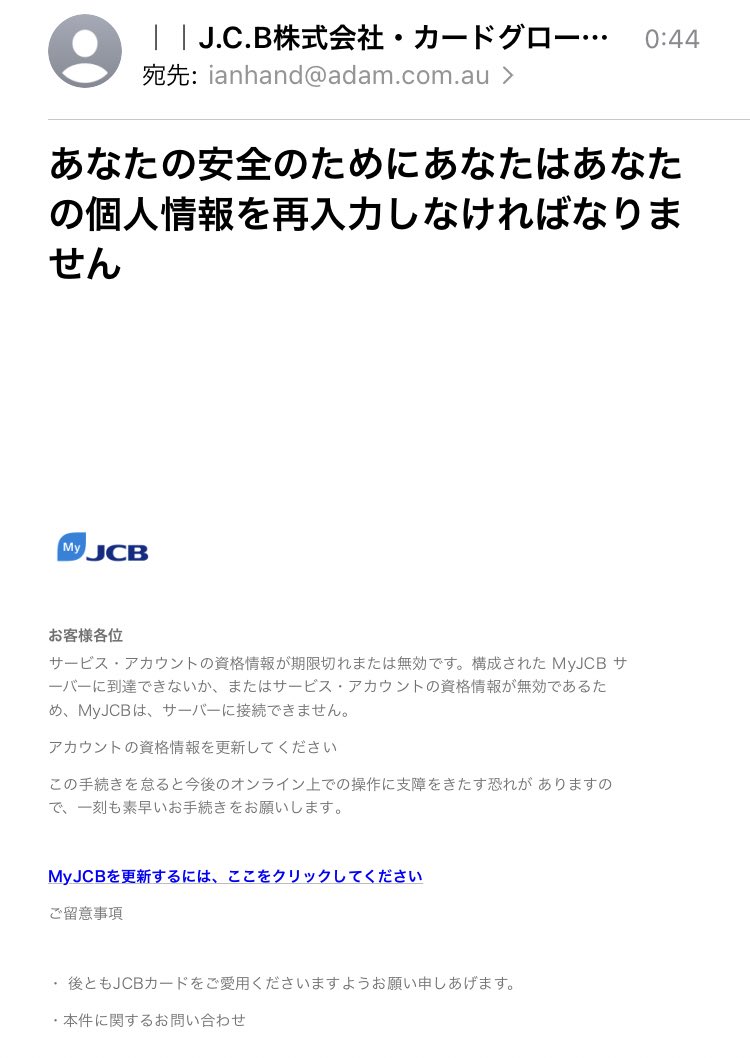 ｜｜J.C.B株式会社・カードグロー… 0:44
宛先: ianhand@adam.com.au
あなたの安全のためにあなたはあなた
の個人情報を再入力しなければなりま
せん
My JCB
お客様各位
サービス・アカウントの資格情報が期限切れまたは無効です。構成された MyJCB サ
ーバーに到達できないか、またはサービス・アカウントの資格情報が無効であるた
め、MyJCBは、サーバーに接続できません。
アカウントの資格情報を更新してください
この手続きを怠ると今後のオンライン上での操作に支障をきたす恐れが ありますの
で、一刻も素早いお手続きをお願いします。
MyJCBを更新するには、ここをクリックしてください
ご留意事項
・ 後ともJCBカードをご愛用くださいますようお願い申しあげます。
・本件に関するお問い合わせ